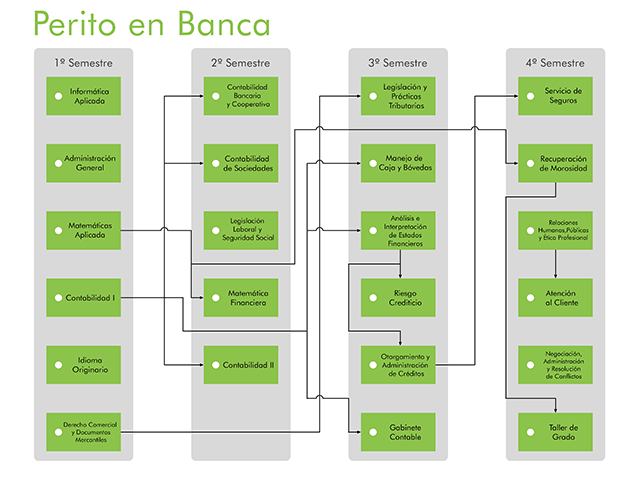 Perito en Banca
1º Semestre
Informática
Aplicada
Administración
General
Matemáticas
Aplicada
Contabilidad I
Idioma
Originario
Derecho Comercial
y Documentos
Mercantiles
2º Semestre
Contabilidad
Bancaria
y Cooperativa
Contabilidad
de Sociedades
Legislación
Laboral y
Seguridad Social
Matemática
Financiera
Contabilidad II
3º Semestre
Legislación y
Prácticas
Tributarias
Manejo de
Caja y Bóvedas
Análisis e
Interpretación
de Estados
Financieros
Riesgo
Crediticio
Otorgamiento y
Administración
de Créditos
Gabinete
Contable
4º Semestre
Servicio de
Seguros
Recuperación
de Morosidad
Relaciones
Humanas,Públicas
y Etica Profesional
Atención
al Cliente
Negociación,
Administración
y Resolución
de Conflictos
Taller de
Grado